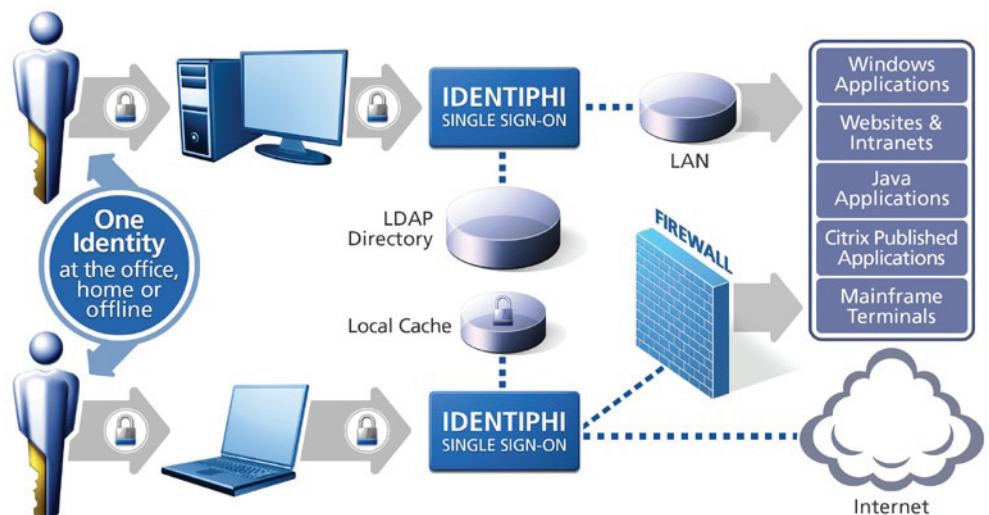 IDENTIPHI
SINGLE SIGN-ON
LAN
Windows
Applications
Websites &
Intranets
Java
Applications
Citrix Published
Applications
Mainframe
Terminals
One
Identity
at the office,
home or
offline
LDAP
Directory
FIREWALL
Local Cache
IDENTIPHI
SINGLE SIGN-ON
Internet